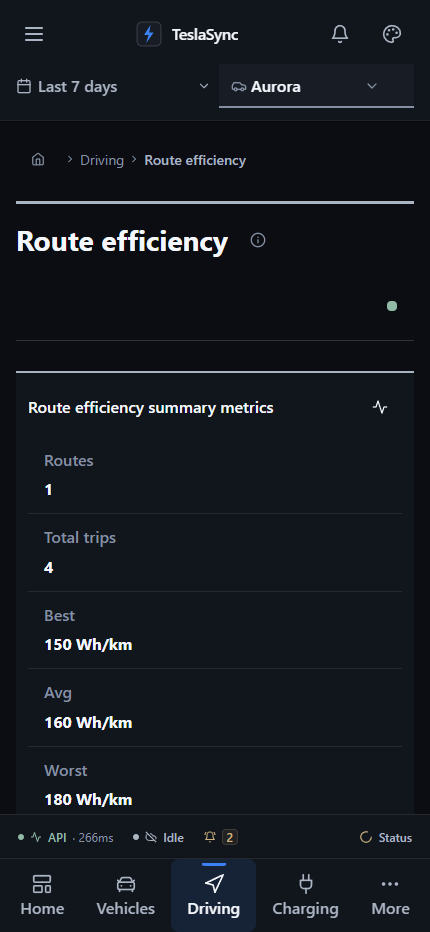 TeslaSync
Last 7 days
Aurora
Driving
Route efficiency
Route efficiency
Route efficiency summary metrics
Routes
1
Total trips
4
Best
150 Wh/km
Avg
160 Wh/km
Worst
180 Wh/km
API · 266ms
Idle
2
Status
Home
Vehicles
Driving
Charging
More